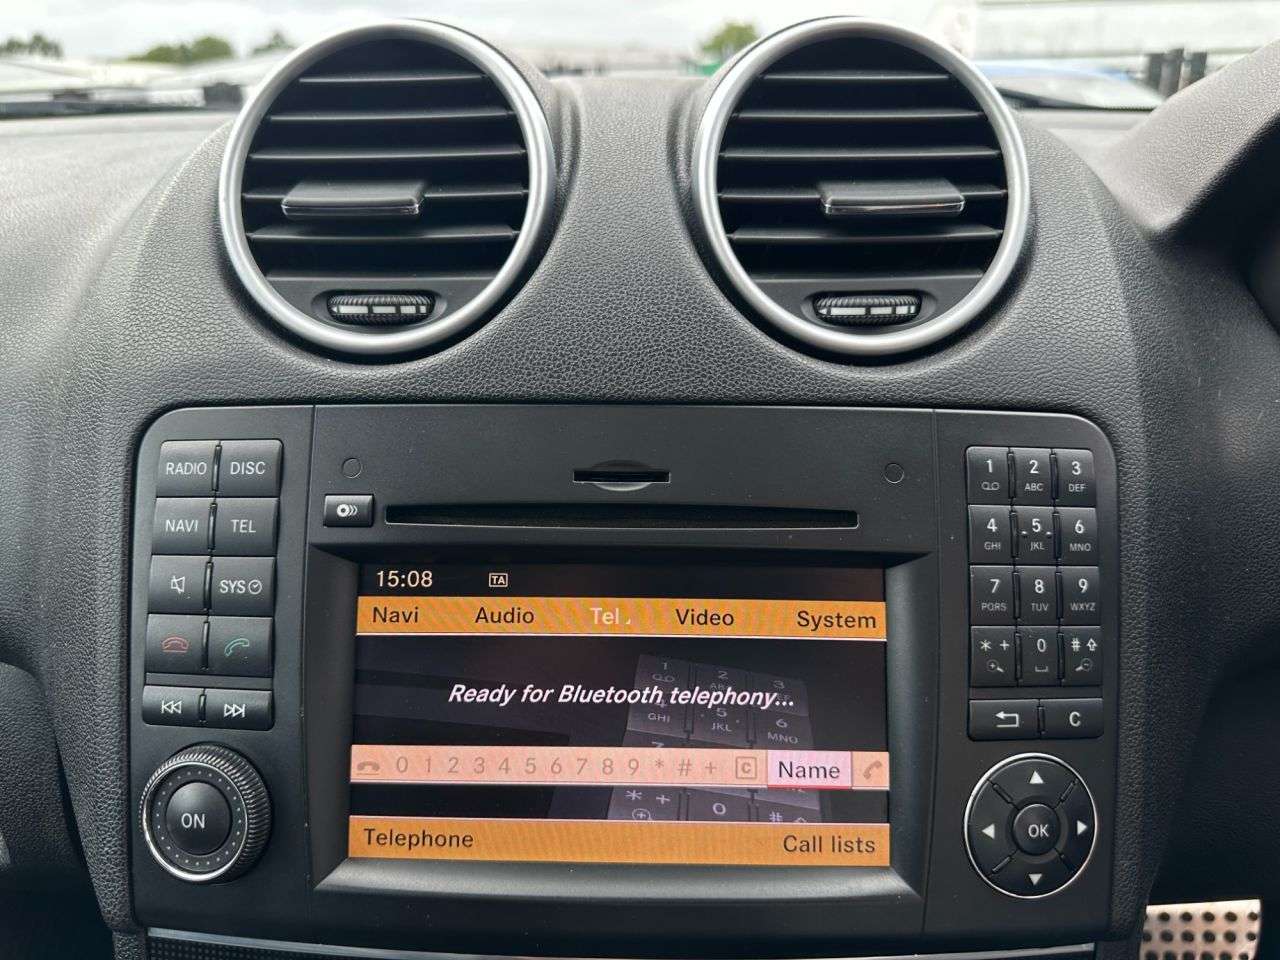 RADIO DISC
NAVI TEL
SYS
ON
15:08 TA
Navi Audio Tel Video System
Ready for Bluetooth telephony...
0 1 2 3 4 5 6 7 8 9 * # + C Name
Telephone Call lists
1 2 ABC 3 DEF
4 GHI 5 JKL 6 MNO
7 PQRS 8 TUV 9 WXYZ
* + 0 #
C
OK